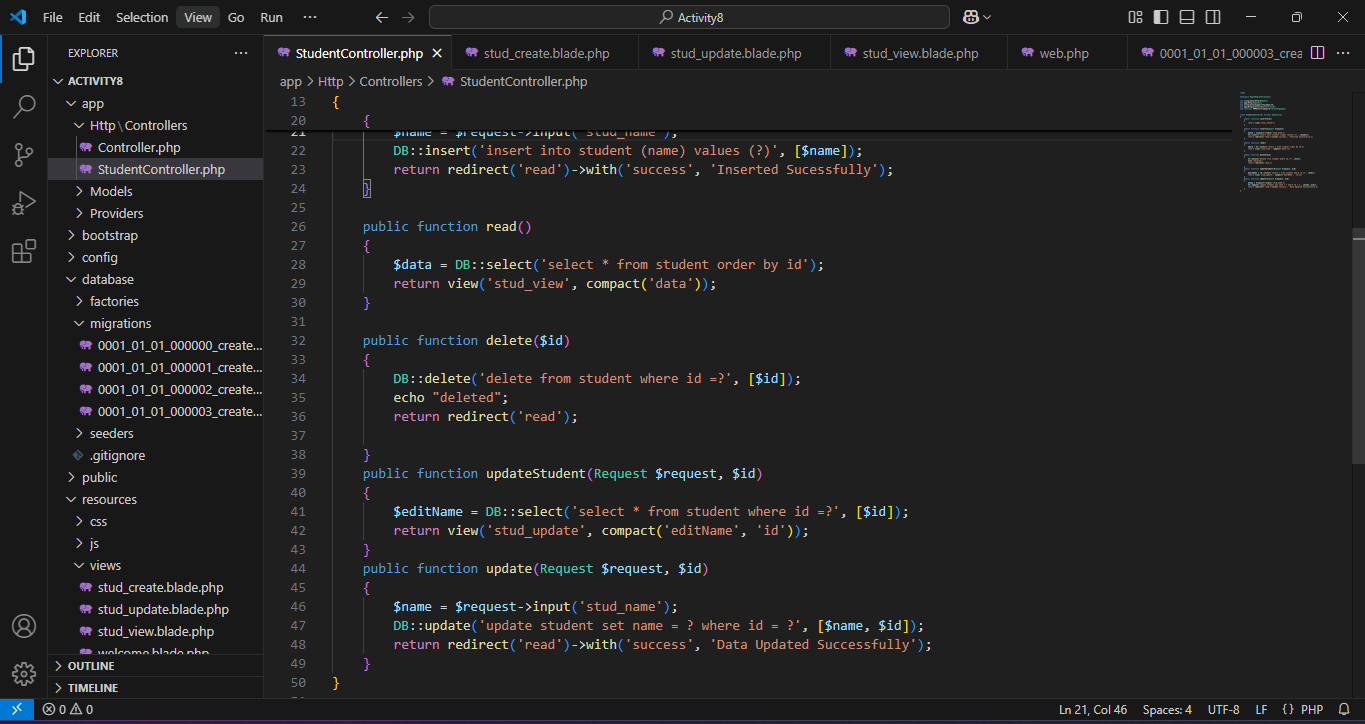 File Edit Selection View Go Run ··· Activity8
EXPLORER ···
ACTIVITY8
app
Http\Controllers
Controller.php
StudentController.php
Models
Providers
bootstrap
config
database
factories
migrations
0001_01_01_000000_create...
0001_01_01_000001_create...
0001_01_01_000002_create...
0001_01_01_000003_create...
seeders
.gitignore
public
resources
css
js
views
stud_create.blade.php
stud_update.blade.php
stud_view.blade.php
welcome.blade.php
OUTLINE
TIMELINE
StudentController.php stud_create.blade.php stud_update.blade.php stud_view.blade.php web.php 0001_01_01_000003_crea ···
app > Http > Controllers > StudentController.php
13 {
20 {
21 $name = $request->input('stud_name');
22 DB::insert('insert into student (name) values (?)', [$name]);
23 return redirect('read')->with('success', 'Inserted Sucessfully');
24 }
25
26 public function read()
27 {
28 $data = DB::select('select * from student order by id');
29 return view('stud_view', compact('data'));
30 }
31
32 public function delete($id)
33 {
34 DB::delete('delete from student where id =?', [$id]);
35 echo "deleted";
36 return redirect('read');
37
38 }
39 public function updateStudent(Request $request, $id)
40 {
41 $editName = DB::select('select * from student where id =?', [$id]);
42 return view('stud_update', compact('editName', 'id'));
43 }
44 public function update(Request $request, $id)
45 {
46 $name = $request->input('stud_name');
47 DB::update('update student set name = ? where id = ?', [$name, $id]);
48 return redirect('read')->with('success', 'Data Updated Successfully');
49 }
50 }
0 0 Ln 21, Col 46 Spaces: 4 UTF-8 LF {} PHP